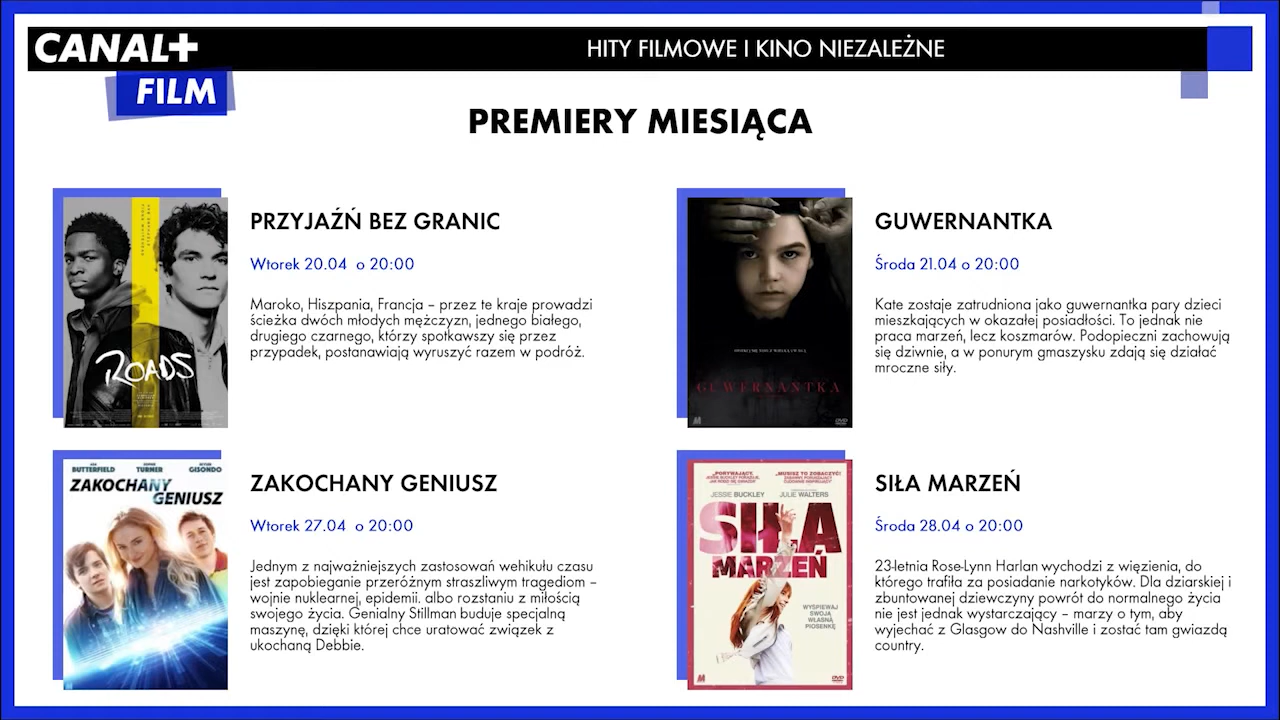 CANAL+
FILM
HITY FILMOWE I KINO NIEZALEŻNE
PREMIERY MIESIĄCA
ROADS
PRZYJAŹŃ BEZ GRANIC
Wtorek 20.04 o 20:00
Maroko, Hiszpania, Francja – przez te kraje prowadzi
ścieżka dwóch młodych mężczyzn, jednego białego,
drugiego czarnego, którzy spotkawszy się przez
przypadek, postanawiają wyruszyć razem w podróż.
GUWERNANTKA
DVD
GUWERNANTKA
Środa 21.04 o 20:00
Kate zostaje zatrudniona jako guwernantka pary dzieci
mieszkających w okazałej posiadłości. To jednak nie
praca marzeń, lecz koszmarów. Podopieczni zachowują
się dziwnie, a w ponurym gmaszysku zdają się działać
mroczne siły.
BUTTERFIELD TURNER GISONDO
ZAKOCHANY
GENIUSZ
ZAKOCHANY GENIUSZ
Wtorek 27.04 o 20:00
Jednym z najważniejszych zastosowań wehikułu czasu
jest zapobieganie przeróżnym straszliwym tragediom –
wojnie nuklearnej, epidemii. albo rozstaniu z miłością
swojego życia. Genialny Stillman buduje specjalną
maszynę, dzięki której chce uratować związek z
ukochaną Debbie.
„PORYWAJĄCY. „MUSISZ TO ZOBACZYĆ!
JESSIE BUCKLEY JULIE WALTERS
SIŁA
MARZEŃ
WYŚPIEWAJ
SWOJĄ
WŁASNĄ
PIOSENKĘ
DVD
SIŁA MARZEŃ
Środa 28.04 o 20:00
23-letnia Rose-Lynn Harlan wychodzi z więzienia, do
którego trafiła za posiadanie narkotyków. Dla dziarskiej i
zbuntowanej dziewczyny powrót do normalnego życia
nie jest jednak wystarczający – marzy o tym, aby
wyjechać z Glasgow do Nashville i zostać tam gwiazdą
country.